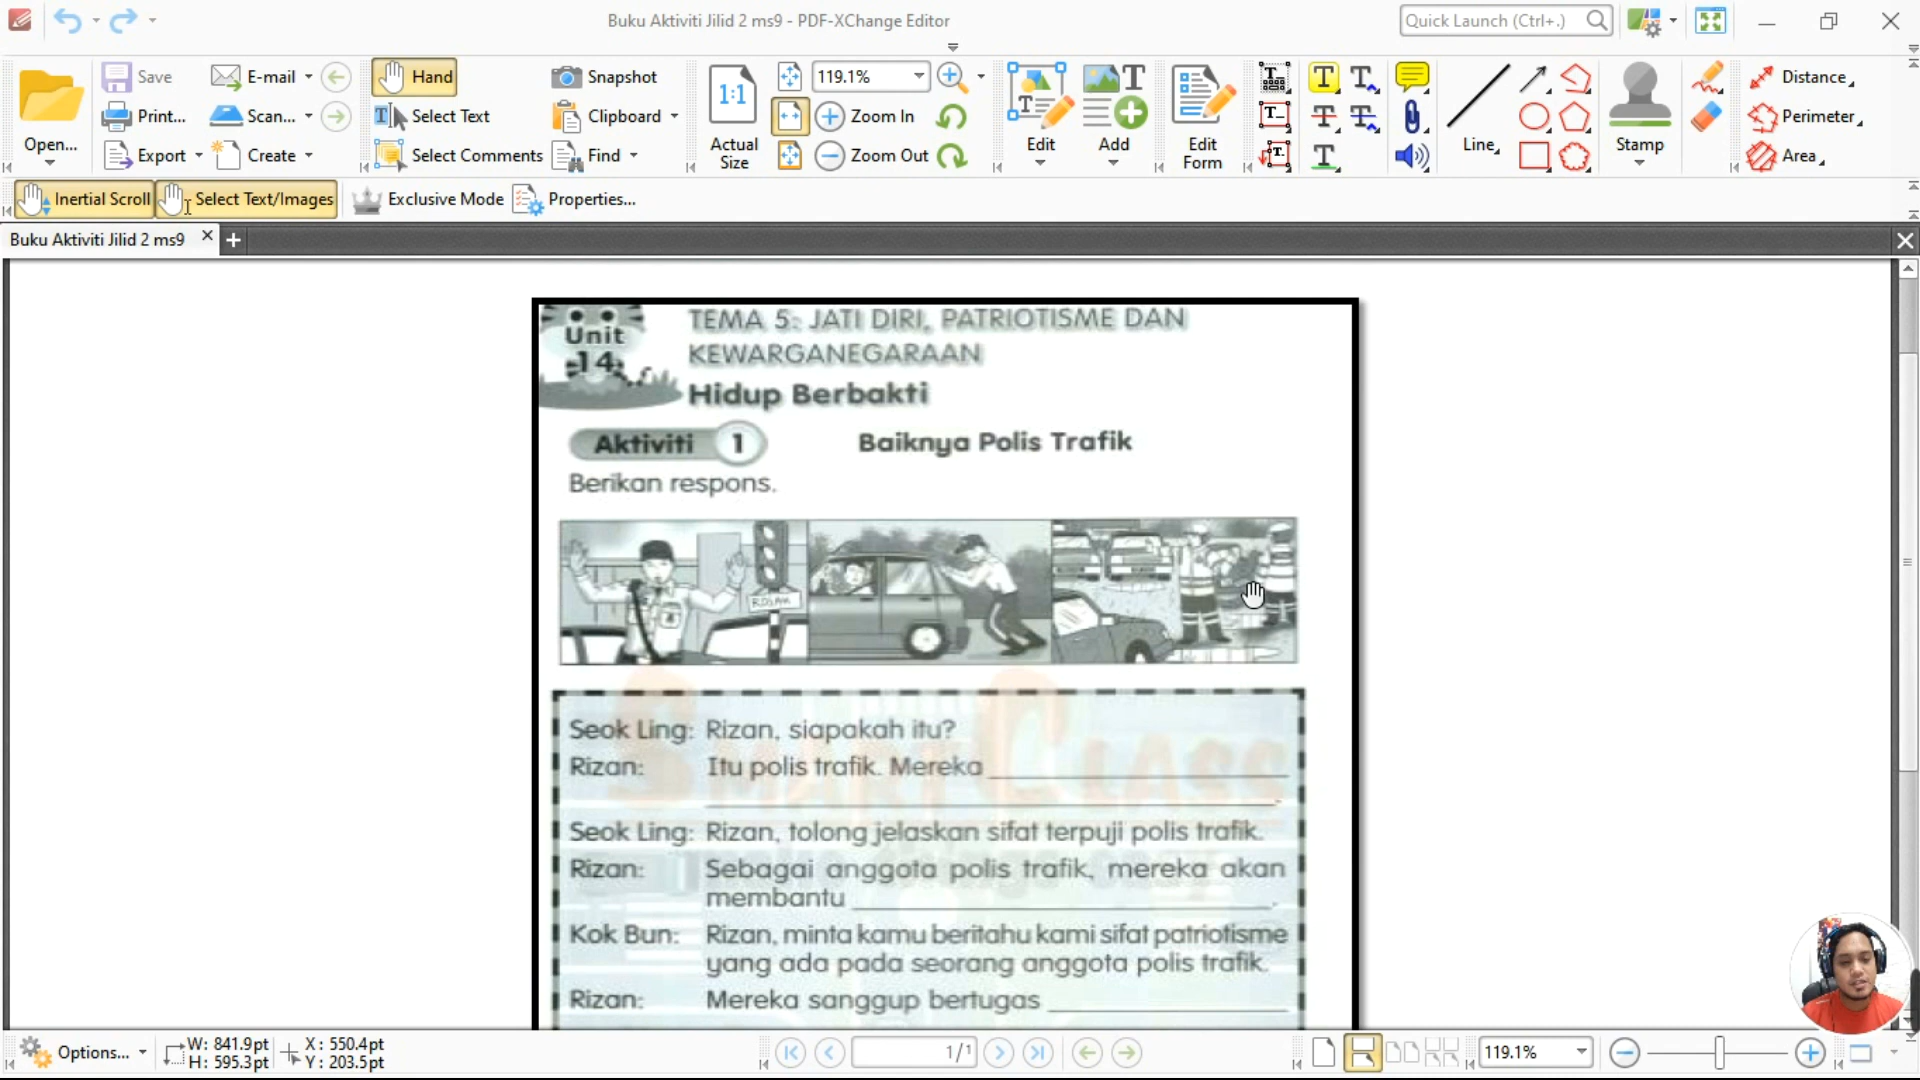 Buku Aktiviti Jilid 2 ms9 - PDF-XChange Editor
Quick Launch (Ctrl+.)
Open...
Save
Print...
Export
E-mail
Scan...
Create
Hand
Select Text
Select Comments
Snapshot
Clipboard
Find
1:1
Actual
Size
119.1%
Zoom In
Zoom Out
Edit
Add
Edit
Form
Line
Stamp
Distance
Perimeter
Area
Inertial Scroll
Select Text/Images
Exclusive Mode
Properties...
Buku Aktiviti Jilid 2 ms9
Unit
14
TEMA 5: JATI DIRI, PATRIOTISME DAN
KEWARGANEGARAAN
Hidup Berbakti
Aktiviti 1
Baiknya Polis Trafik
Berikan respons.
ROSAK
SMART CLASS
Seok Ling: Rizan, siapakah itu?
Rizan: Itu polis trafik. Mereka
.
Seok Ling: Rizan, tolong jelaskan sifat terpuji polis trafik.
Rizan: Sebagai anggota polis trafik, mereka akan
membantu .
Kok Bun: Rizan, minta kamu beritahu kami sifat patriotisme
yang ada pada seorang anggota polis trafik.
Rizan: Mereka sanggup bertugas
Options...
W: 841.9pt
H: 595.3pt
X: 550.4pt
Y: 203.5pt
1/1
119.1%